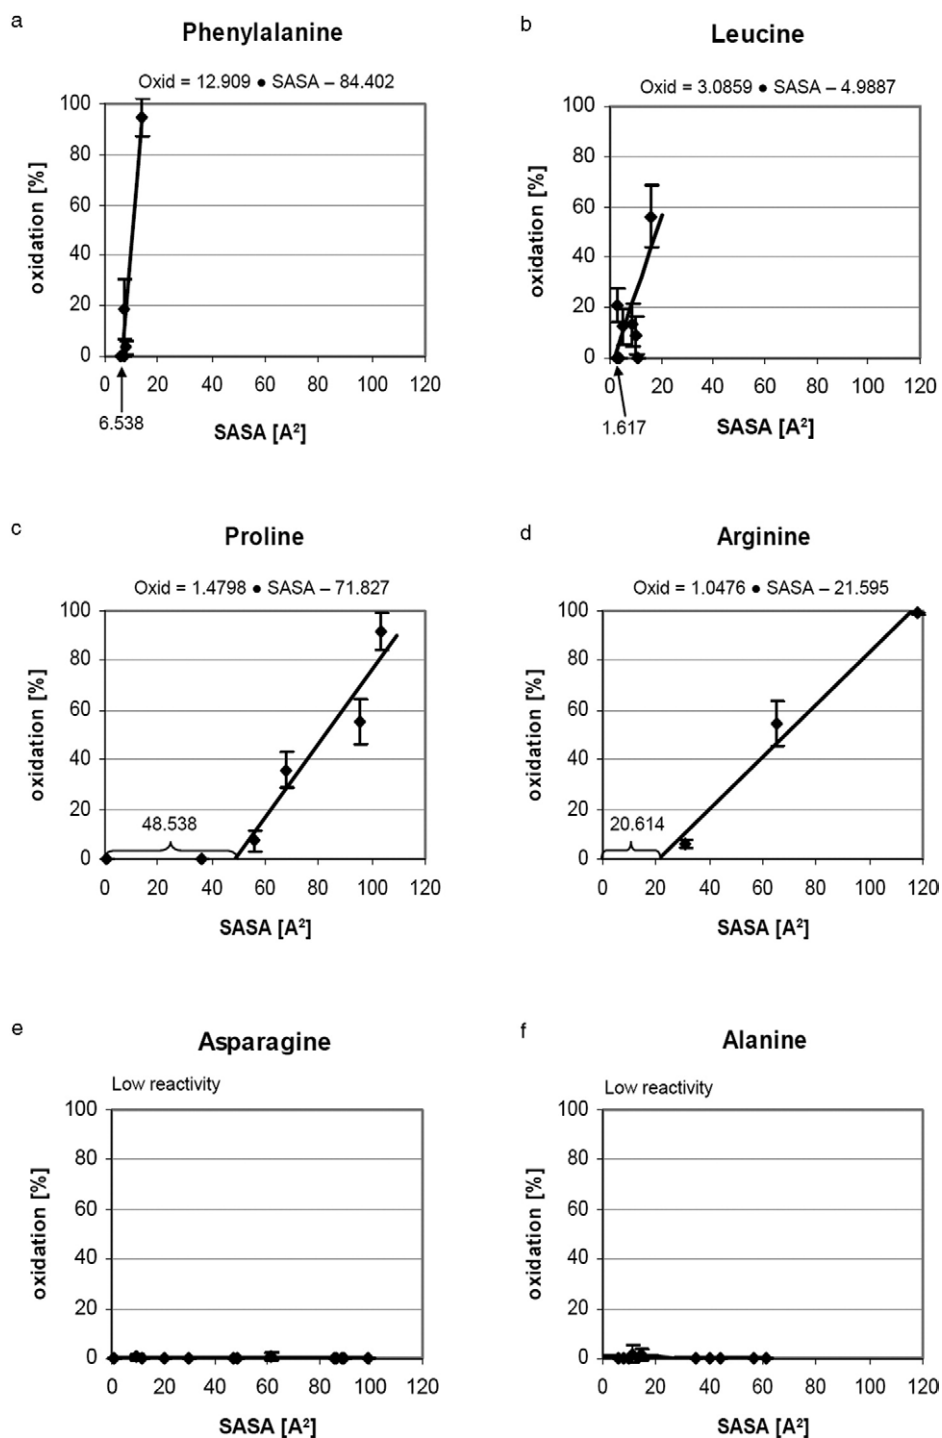 a
Phenylalanine
Oxid = 12.909 ● SASA – 84.402
100
80
60
40
20
0
oxidation [%]
0 20 40 60 80 100 120
6.538
SASA [A²]
b
Leucine
Oxid = 3.0859 ● SASA – 4.9887
100
80
60
40
20
0
oxidation [%]
0 20 40 60 80 100 120
1.617
SASA [A²]
c
Proline
Oxid = 1.4798 ● SASA – 71.827
100
80
60
40
20
0
oxidation [%]
48.538
0 20 40 60 80 100 120
SASA [A²]
d
Arginine
Oxid = 1.0476 ● SASA – 21.595
100
80
60
40
20
0
oxidation [%]
20.614
0 20 40 60 80 100 120
SASA [A²]
e
Asparagine
Low reactivity
100
80
60
40
20
0
oxidation [%]
0 20 40 60 80 100 120
SASA [A²]
f
Alanine
Low reactivity
100
80
60
40
20
0
oxidation [%]
0 20 40 60 80 100 120
SASA [A²]